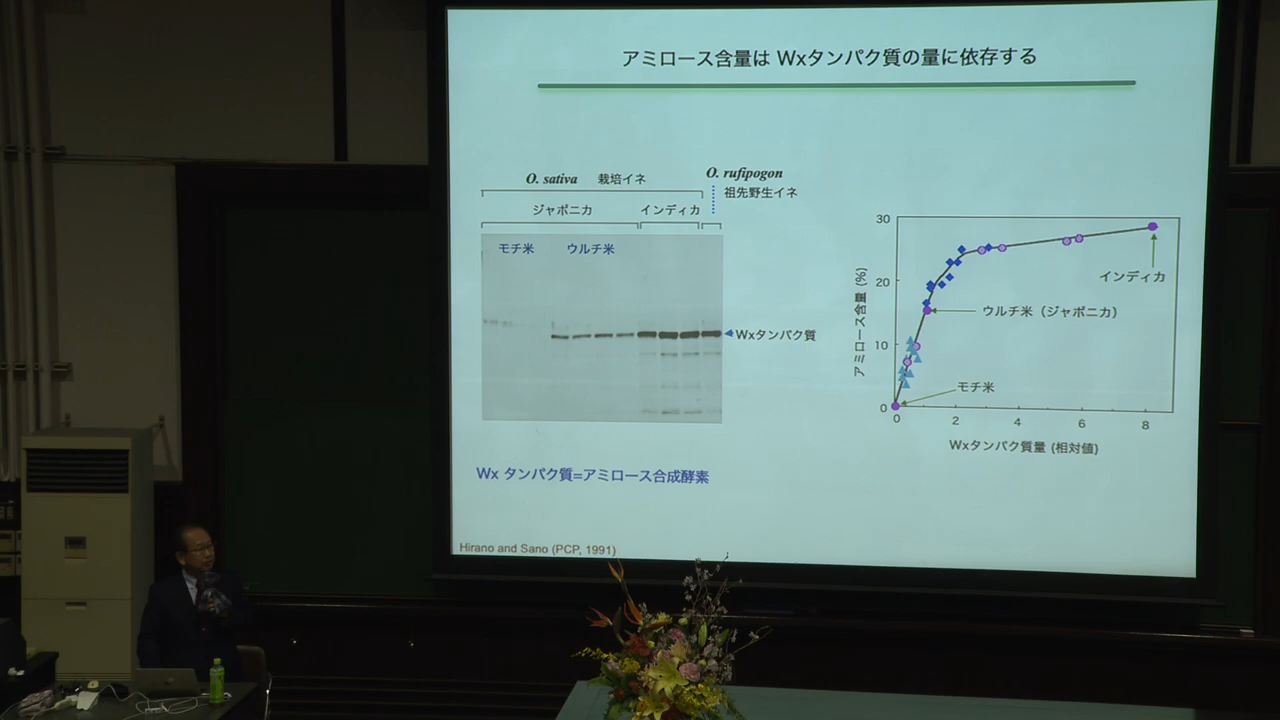 アミロース含量は Wxタンパク質の量に依存する
O. sativa 栽培イネ
O. rufipogon
祖先野生イネ
ジャポニカ
インディカ
モチ米
ウルチ米
Wxタンパク質
Wx タンパク質=アミロース合成酵素
Hirano and Sano (PCP, 1991)
アミロース含量 (%)
30
20
10
0
インディカ
ウルチ米（ジャポニカ）
モチ米
0 2 4 6 8
Wxタンパク質量 (相対値)